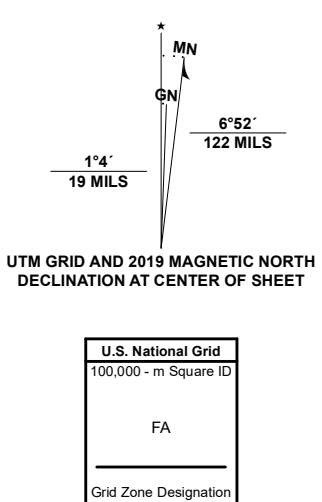 MN
GN
6°52´
122 MILS
1°4´
19 MILS
UTM GRID AND 2019 MAGNETIC NORTH
DECLINATION AT CENTER OF SHEET
U.S. National Grid
100,000 - m Square ID
FA
Grid Zone Designation